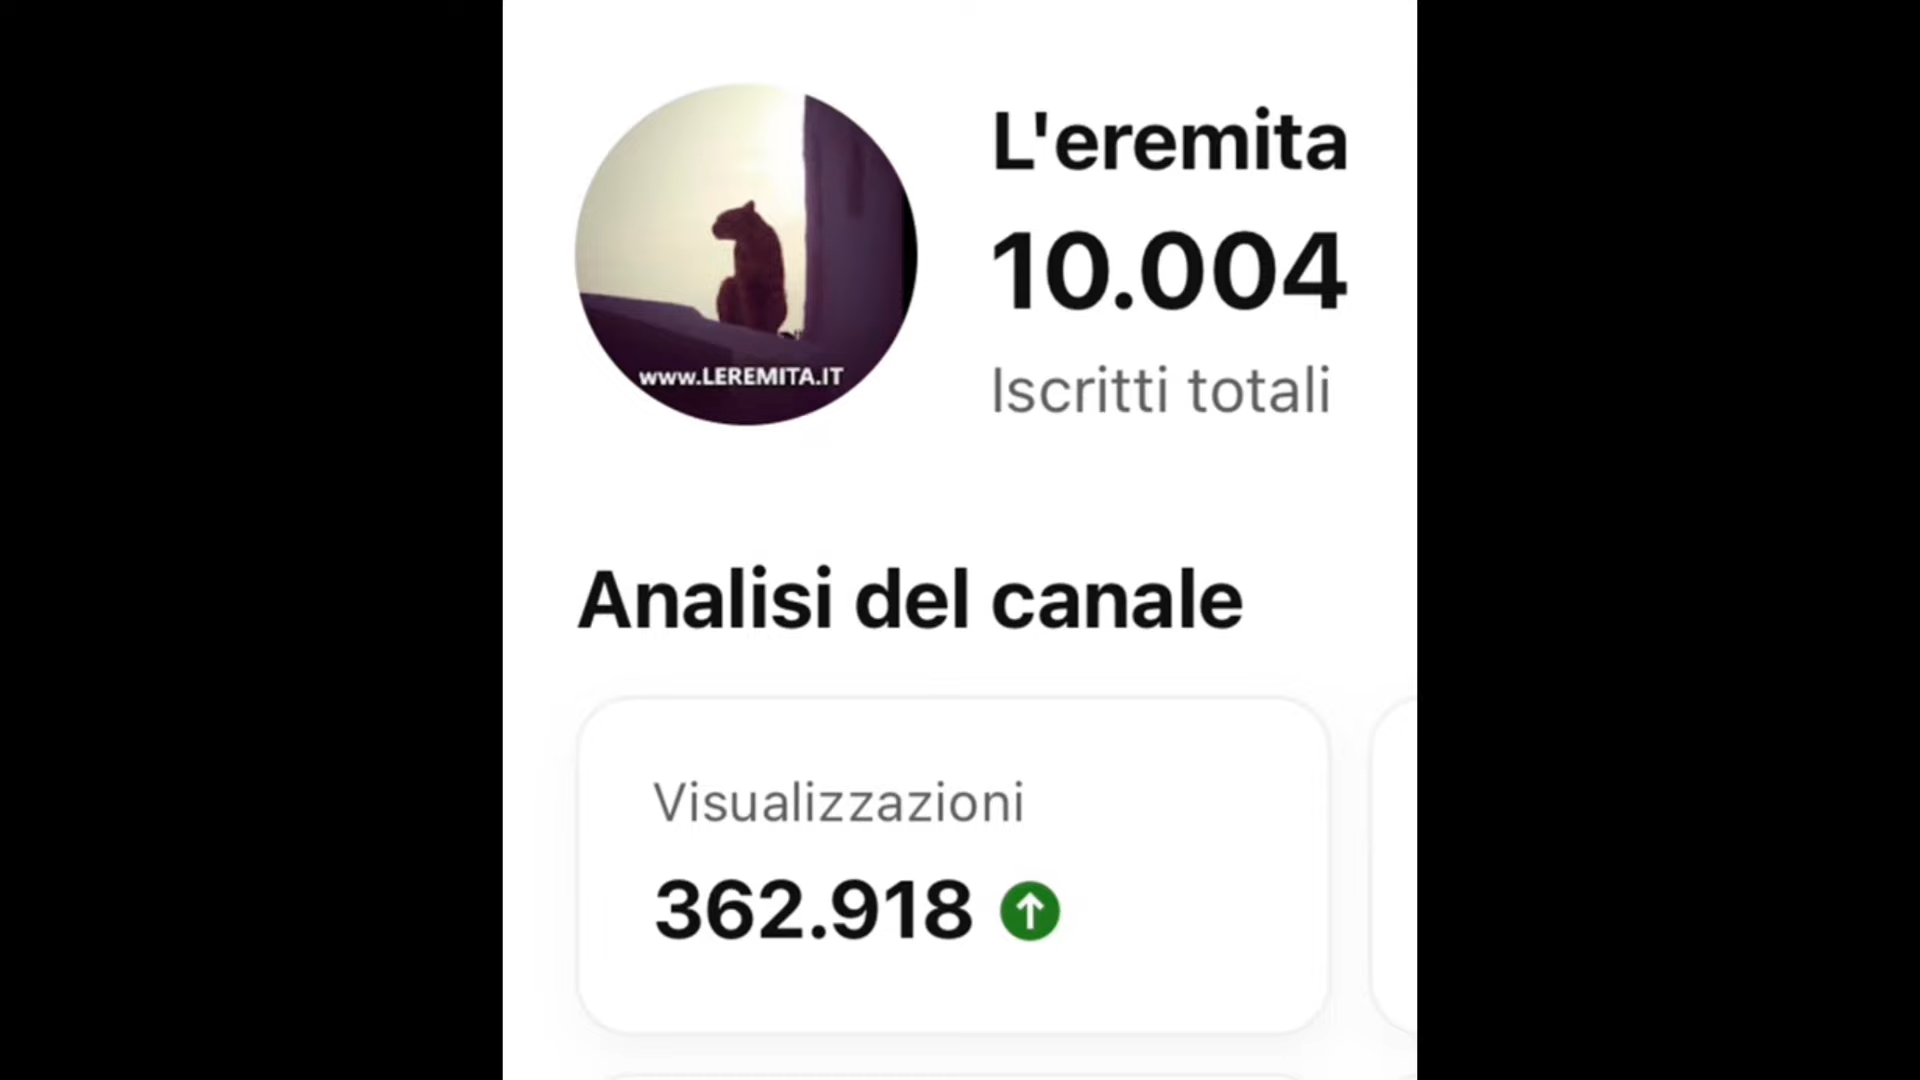 L'eremita
10.004
Iscritti totali
www.LEREMITA.IT
Analisi del canale
Visualizzazioni
362.918